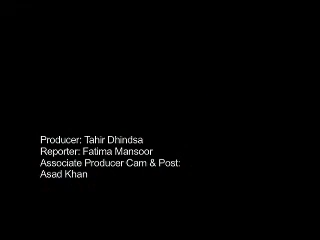 Producer: Tahir Dhindsa
Reporter: Fatima Mansoor
Associate Producer Cam & Post:
Asad Khan